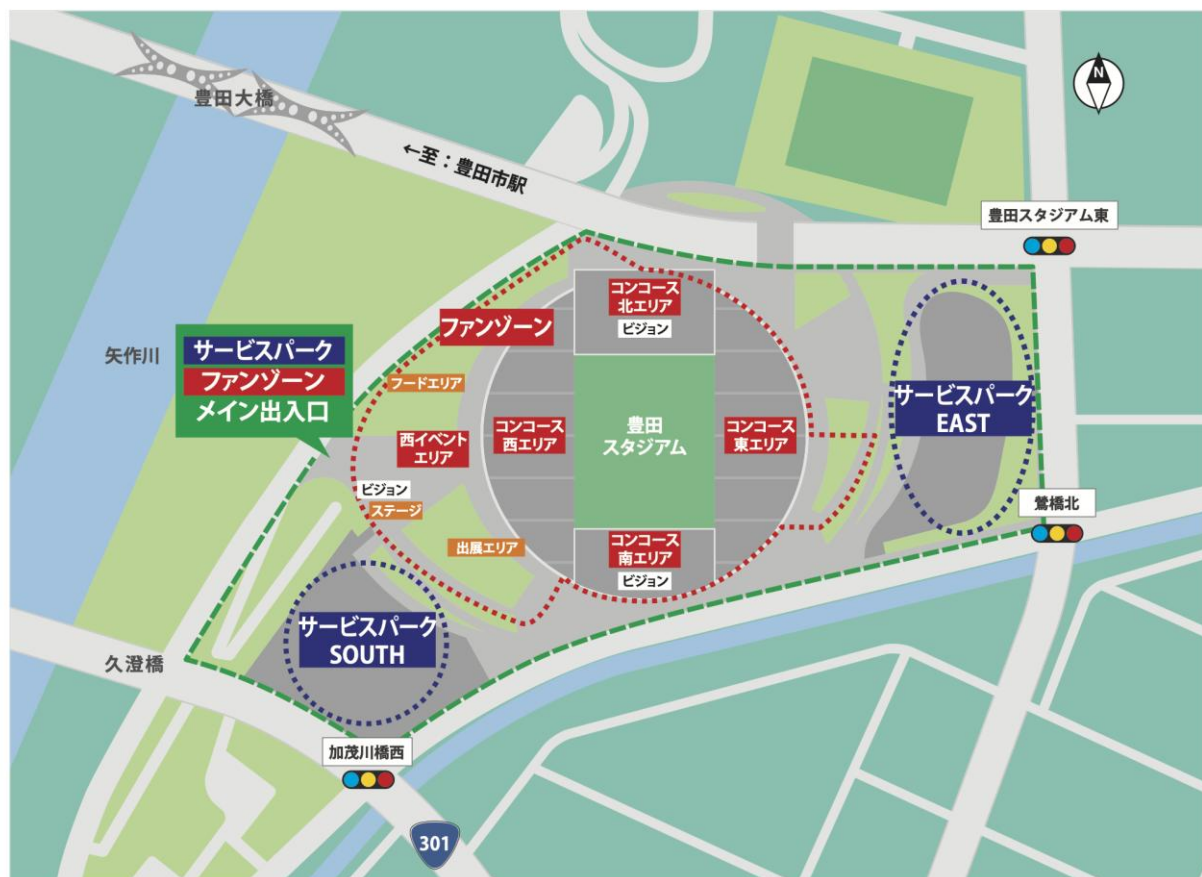 豊田大橋
←至：豊田市駅
N
豊田スタジアム東
コンコース
北エリア
ビジョン
ファンゾーン
矢作川
サービスパーク
ファンゾーン
メイン出入口
フードエリア
サービスパーク
EAST
西イベント
エリア
コンコース
西エリア
豊田
スタジアム
コンコース
東エリア
ビジョン
ステージ
鷲橋北
出展エリア
コンコース
南エリア
ビジョン
サービスパーク
SOUTH
久澄橋
加茂川橋西
301